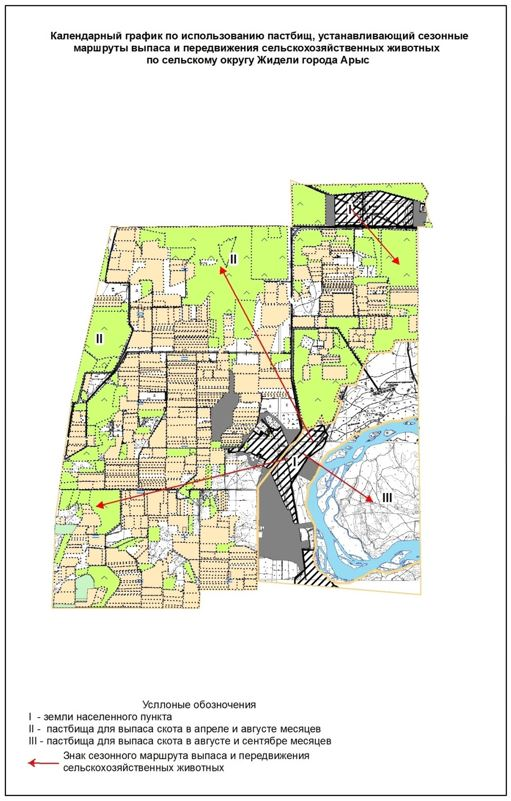 Календарный график по использованию пастбищ, устанавливающий сезонные
маршруты выпаса и передвижения сельскохозяйственных животных
по сельскому округу Жидели города Арыс
I
II
II
I
III
Усллоные обозночения
I - земли населенного пункта
II - пастбища для выпаса скота в апреле и августе месяцев
III - пастбища для выпаса скота в августе и сентябре месяцев
Знак сезонного маршрута выпаса и передвижения
сельскохозяйственных животных